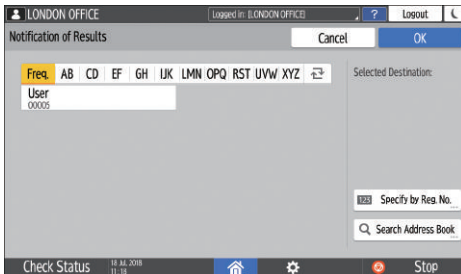 LONDON OFFICE
Logged in: [LONDON OFFICE]
?
Logout
Notification of Results
Cancel
OK
Freq. AB CD EF GH IJK LMN OPQ RST UVW XYZ
Selected Destination:
User
00005
123 Specify by Reg. No.
Search Address Book
Check Status
18 JUL 2018
11:18
Stop